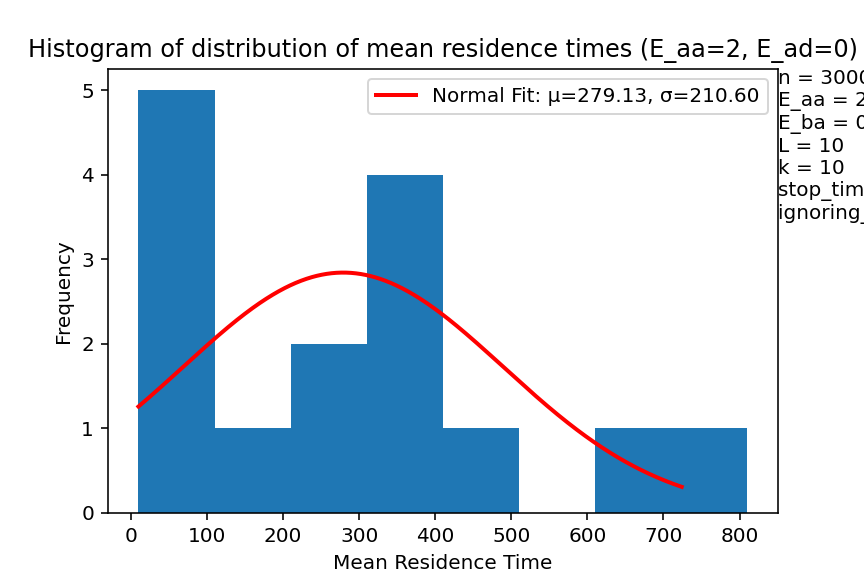 Histogram of distribution of mean residence times (E_aa=2, E_ad=0)
n = 3000
E_aa = 2
E_ba = 0
L = 10
k = 10
stop_tim
ignoring_
Normal Fit: μ=279.13, σ=210.60
Frequency
5
4
3
2
1
0
0 100 200 300 400 500 600 700 800
Mean Residence Time